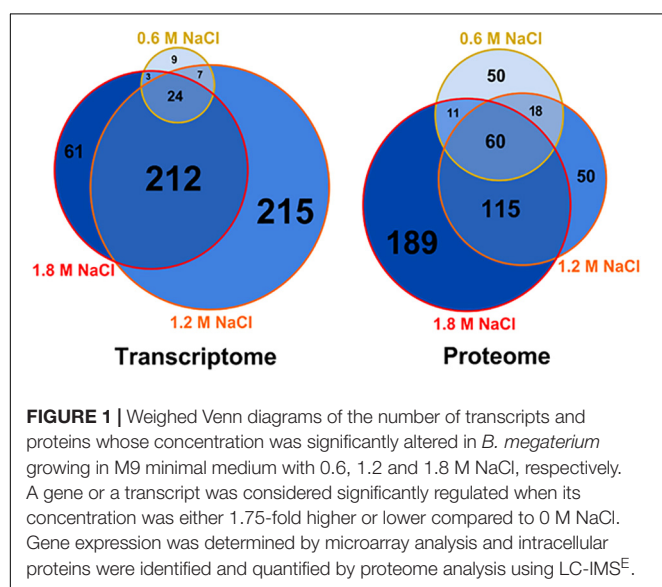 0.6 M NaCl
9
3
7
24
61
212
215
1.8 M NaCl
1.2 M NaCl
Transcriptome
0.6 M NaCl
50
11
18
60
50
115
189
1.2 M NaCl
1.8 M NaCl
Proteome
FIGURE 1 | Weighed Venn diagrams of the number of transcripts and
proteins whose concentration was significantly altered in B. megaterium
growing in M9 minimal medium with 0.6, 1.2 and 1.8 M NaCl, respectively.
A gene or a transcript was considered significantly regulated when its
concentration was either 1.75-fold higher or lower compared to 0 M NaCl.
Gene expression was determined by microarray analysis and intracellular
proteins were identified and quantified by proteome analysis using LC-IMSᴱ.